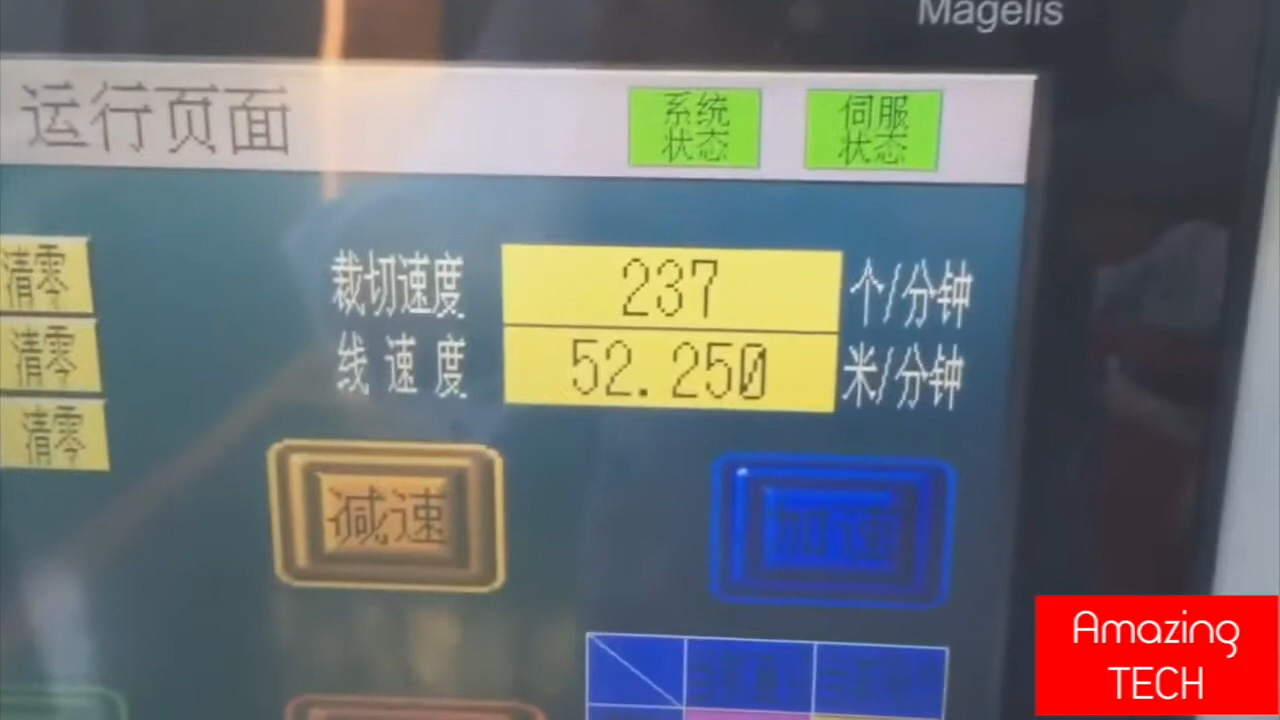 Magelis
运行页面
系统
状态
伺服
状态
清零
裁切速度 237 个/分钟
清零
线速度 52.250 米/分钟
清零
减速
加速
Amazing
TECH